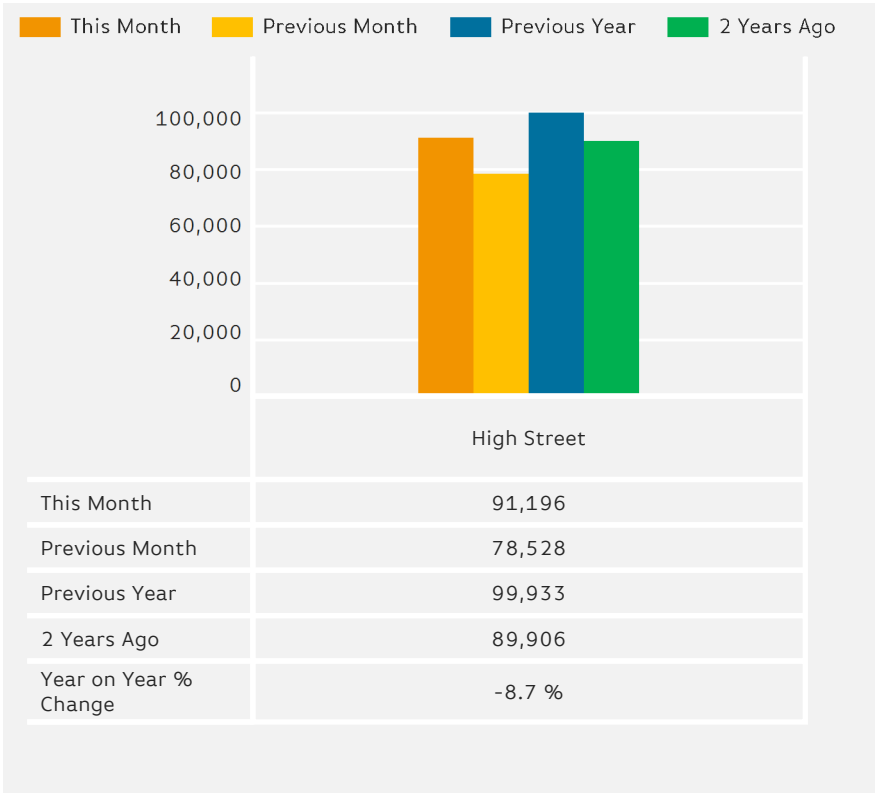 This Month Previous Month Previous Year 2 Years Ago
100,000
80,000
60,000
40,000
20,000
0
High Street
This Month 91,196
Previous Month 78,528
Previous Year 99,933
2 Years Ago 89,906
Year on Year %
Change
-8.7 %